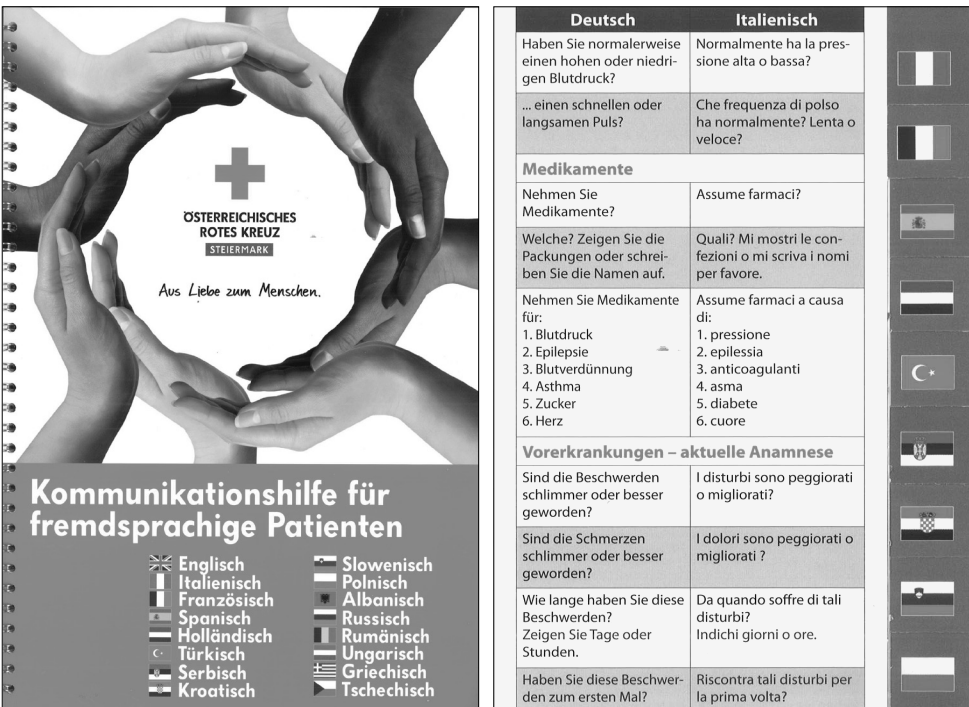 ÖSTERREICHISCHES
ROTES KREUZ
STEIERMARK
Aus Liebe zum Menschen.
Kommunikationshilfe für
fremdsprachige Patienten
Englisch
Italienisch
Französisch
Spanisch
Holländisch
Türkisch
Serbisch
Kroatisch
Slowenisch
Polnisch
Albanisch
Russisch
Rumänisch
Ungarisch
Griechisch
Tschechisch
Deutsch
Italienisch
Haben Sie normalerweise
einen hohen oder niedri-
gen Blutdruck?
Normalmente ha la pres-
sione alta o bassa?
... einen schnellen oder
langsamen Puls?
Che frequenza di polso
ha normalmente? Lenta o
veloce?
Medikamente
Nehmen Sie
Medikamente?
Assume farmaci?
Welche? Zeigen Sie die
Packungen oder schrei-
ben Sie die Namen auf.
Quali? Mi mostri le con-
fezioni o mi scriva i nomi
per favore.
Nehmen Sie Medikamente
für:
1. Blutdruck
2. Epilepsie
3. Blutverdünnung
4. Asthma
5. Zucker
6. Herz
Assume farmaci a causa
di:
1. pressione
2. epilessia
3. anticoagulanti
4. asma
5. diabete
6. cuore
Vorerkrankungen – aktuelle Anamnese
Sind die Beschwerden
schlimmer oder besser
geworden?
I disturbi sono peggiorati
o migliorati?
Sind die Schmerzen
schlimmer oder besser
geworden?
I dolori sono peggiorati o
migliorati ?
Wie lange haben Sie diese
Beschwerden?
Zeigen Sie Tage oder
Stunden.
Da quando soffre di tali
disturbi?
Indichi giorni o ore.
Haben Sie diese Beschwer-
den zum ersten Mal?
Riscontra tali disturbi per
la prima volta?